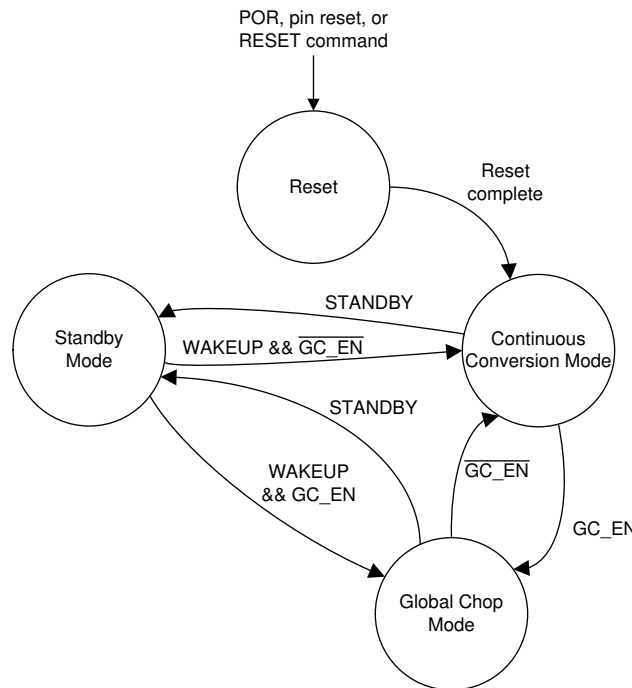 POR, pin reset, or
RESET command
Reset
Reset
complete
STANDBY
Standby
Mode
WAKEUP && G̅C̅_̅E̅N̅
Continuous
Conversion Mode
STANDBY
WAKEUP
&& GC_EN
G̅C̅_̅E̅N̅
GC_EN
Global Chop
Mode